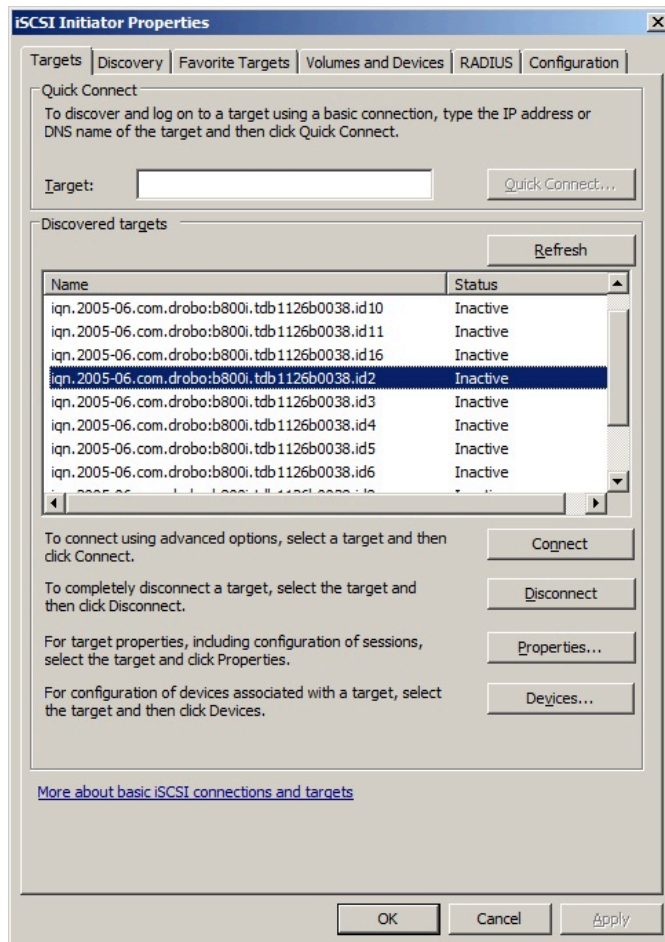 iSCSI Initiator Properties
Targets Discovery Favorite Targets Volumes and Devices RADIUS Configuration
Quick Connect
To discover and log on to a target using a basic connection, type the IP address or
DNS name of the target and then click Quick Connect.
Target:
Quick Connect...
Discovered targets
Refresh
Name Status
iqn.2005-06.com.drobo:b800i.tdb1126b0038.id10 Inactive
iqn.2005-06.com.drobo:b800i.tdb1126b0038.id11 Inactive
iqn.2005-06.com.drobo:b800i.tdb1126b0038.id16 Inactive
iqn.2005-06.com.drobo:b800i.tdb1126b0038.id2 Inactive
iqn.2005-06.com.drobo:b800i.tdb1126b0038.id3 Inactive
iqn.2005-06.com.drobo:b800i.tdb1126b0038.id4 Inactive
iqn.2005-06.com.drobo:b800i.tdb1126b0038.id5 Inactive
iqn.2005-06.com.drobo:b800i.tdb1126b0038.id6 Inactive
To connect using advanced options, select a target and then
click Connect.
Connect
To completely disconnect a target, select the target and
then click Disconnect.
Disconnect
For target properties, including configuration of sessions,
select the target and click Properties.
Properties...
For configuration of devices associated with a target, select
the target and then click Devices.
Devices...
More about basic iSCSI connections and targets
OK Cancel Apply